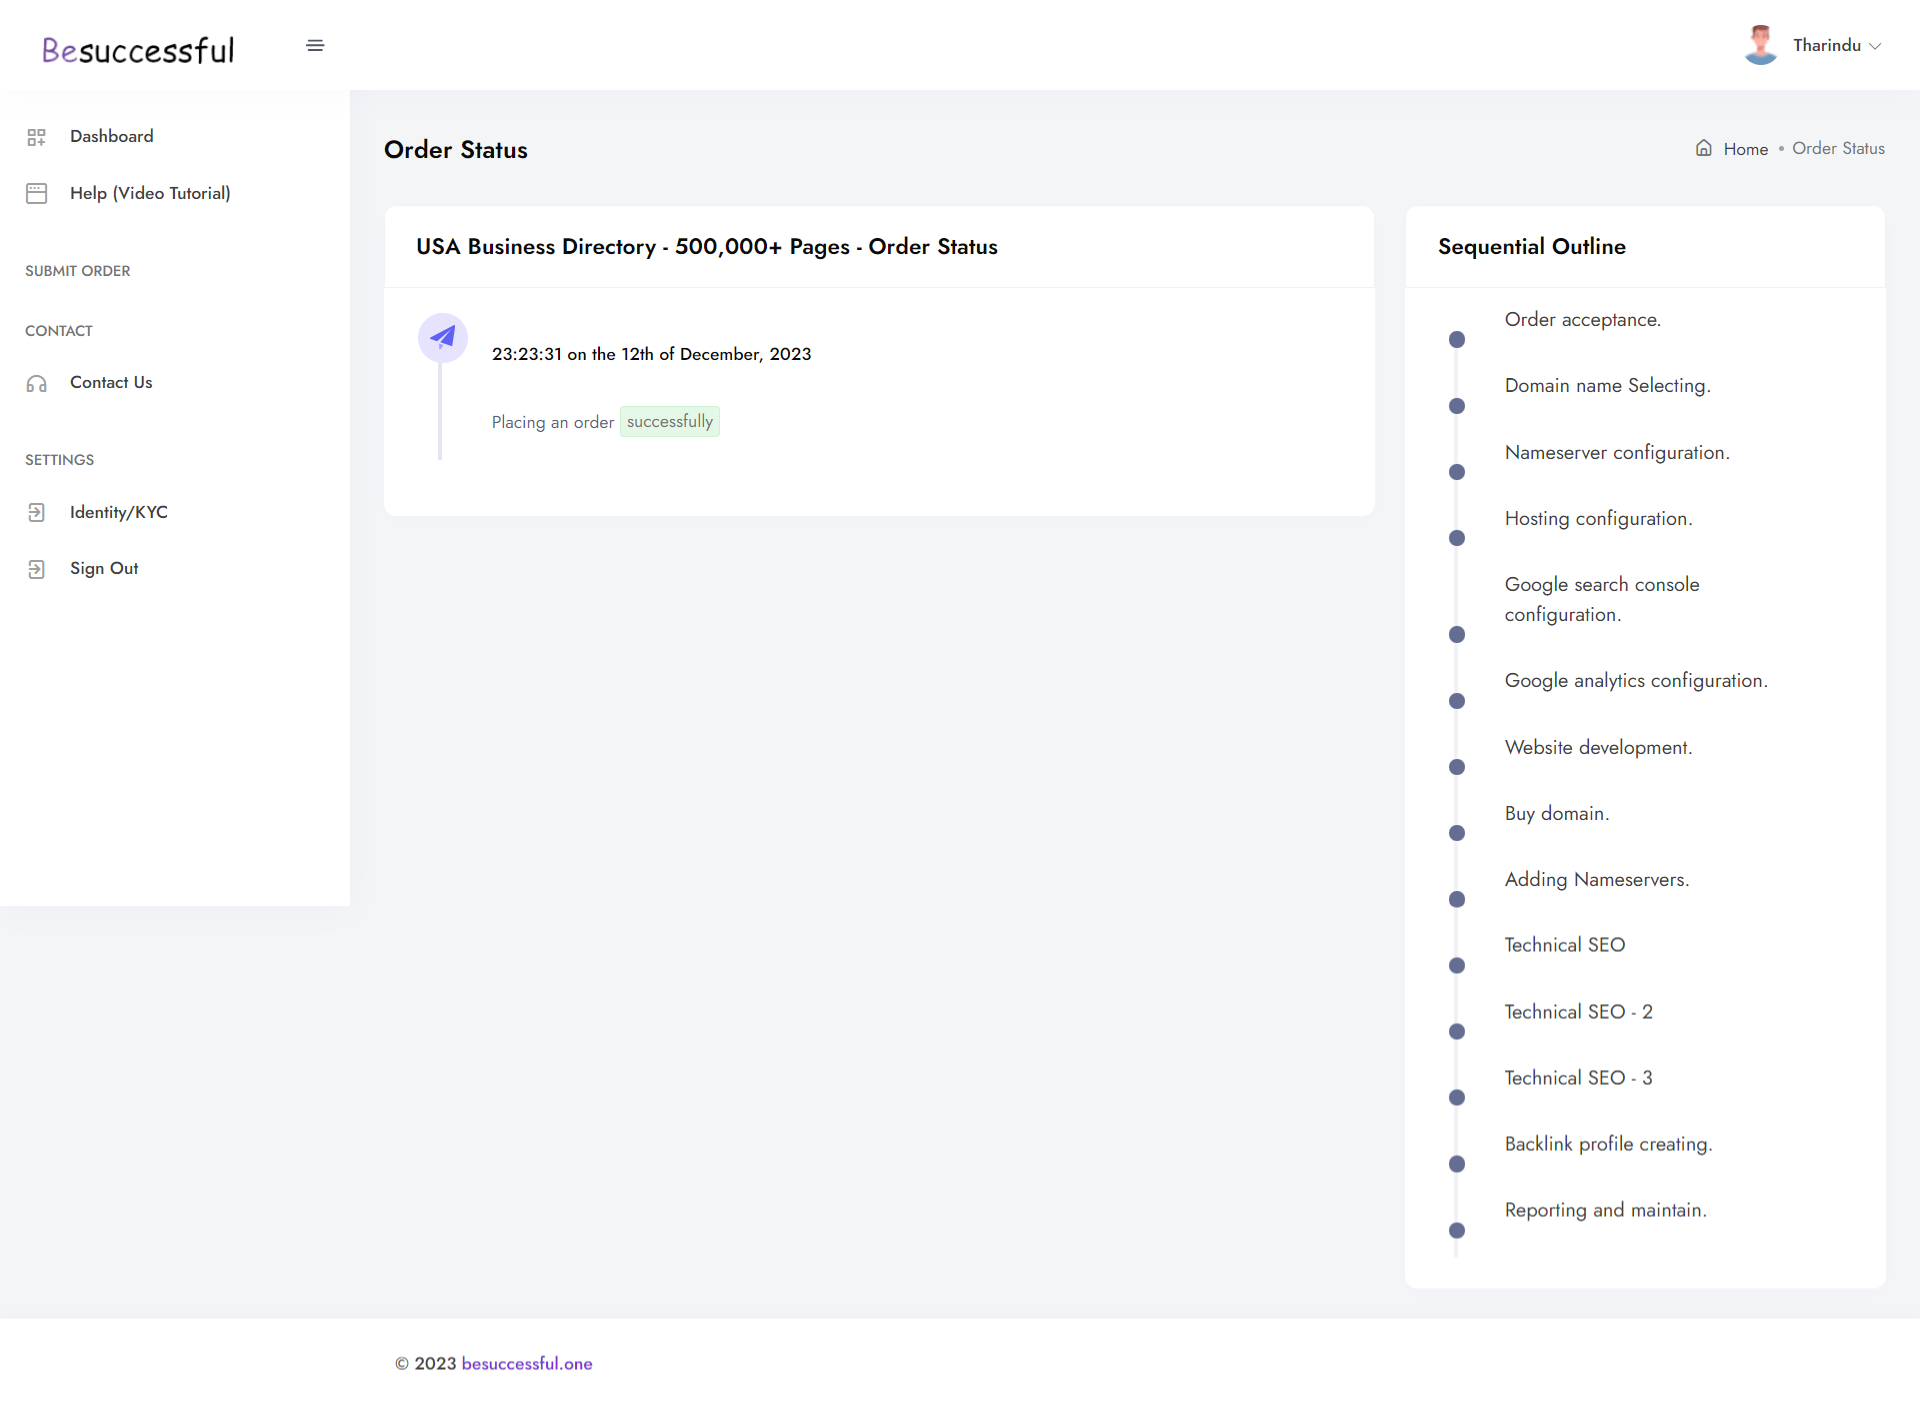 Besuccessful
Tharindu
Dashboard
Help (Video Tutorial)
SUBMIT ORDER
CONTACT
Contact Us
SETTINGS
Identity/KYC
Sign Out
Order Status
Home • Order Status
USA Business Directory - 500,000+ Pages - Order Status
23:23:31 on the 12th of December, 2023
Placing an order successfully
Sequential Outline
Order acceptance.
Domain name Selecting.
Nameserver configuration.
Hosting configuration.
Google search console
configuration.
Google analytics configuration.
Website development.
Buy domain.
Adding Nameservers.
Technical SEO
Technical SEO - 2
Technical SEO - 3
Backlink profile creating.
Reporting and maintain.
© 2023 besuccessful.one